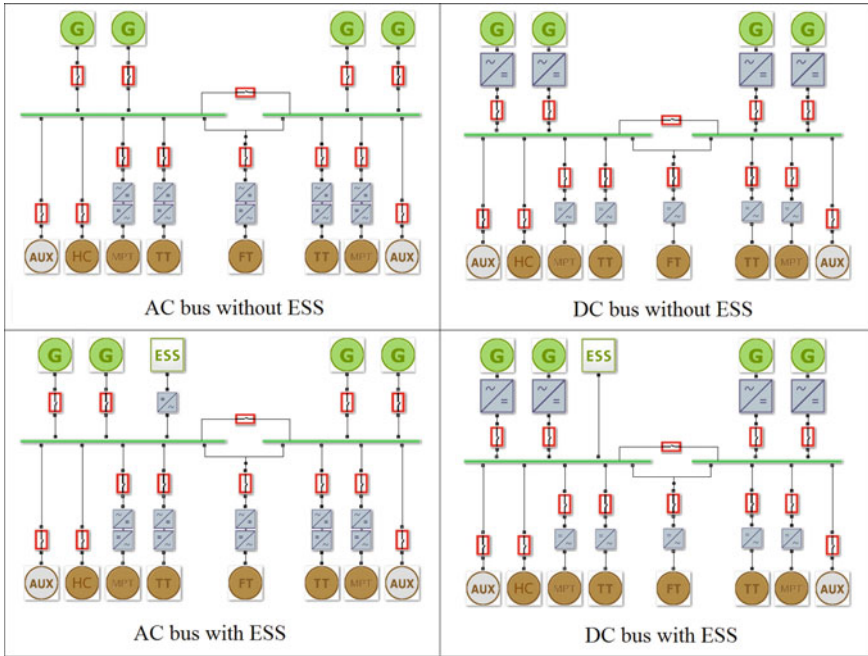 G G G G
AUX HC MPT TT FT TT MPT AUX
AC bus without ESS
G G G G
AUX HC MPT TT FT TT MPT AUX
DC bus without ESS
G G ESS G G
AUX HC MPT TT FT TT MPT AUX
AC bus with ESS
G G ESS G G
AUX HC MPT TT FT TT MPT AUX
DC bus with ESS